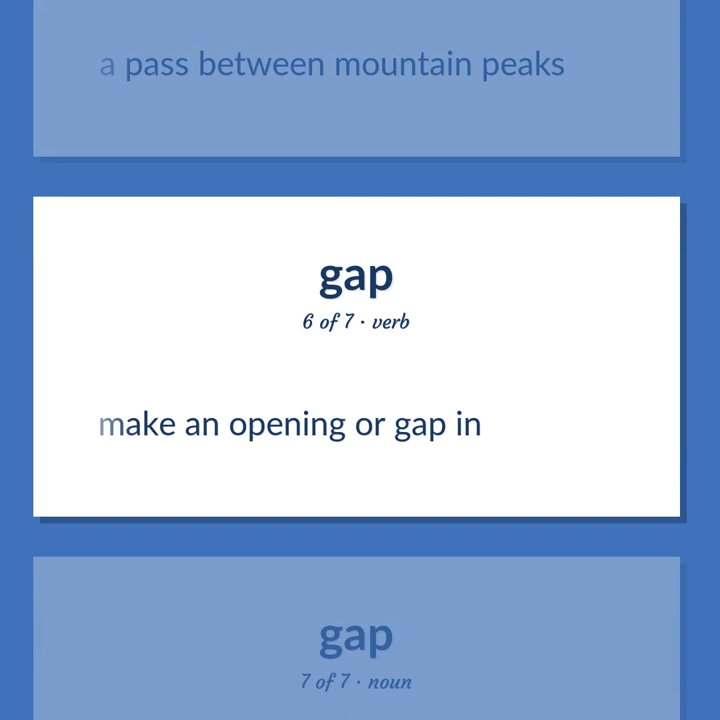 a pass between mountain peaks
gap
6 of 7 · verb
make an opening or gap in
gap
7 of 7 · noun